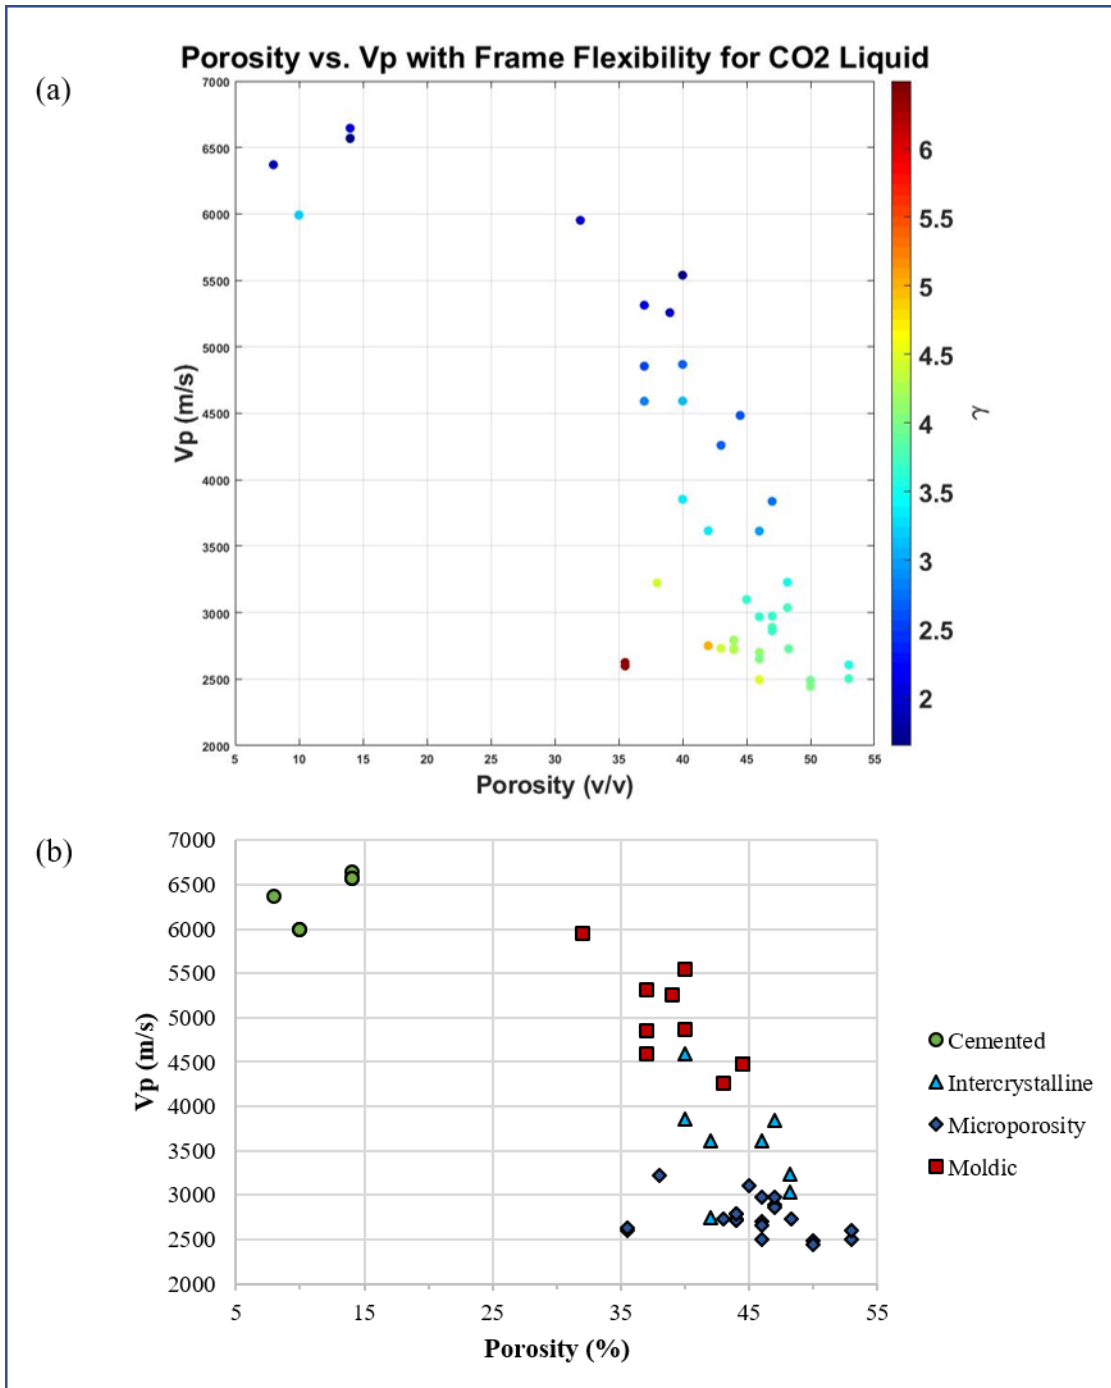 (a)
Porosity vs. Vp with Frame Flexibility for CO2 Liquid
7000
6500
6000
5500
5000
4500
4000
3500
3000
2500
2000
Vp (m/s)
5 10 15 20 25 30 35 40 45 50 55
Porosity (v/v)
6
5.5
5
4.5
4
3.5
3
2.5
2
γ
(b)
7000
6500
6000
5500
5000
4500
4000
3500
3000
2500
2000
Vp (m/s)
5 15 25 35 45 55
Porosity (%)
Cemented
Intercrystalline
Microporosity
Moldic